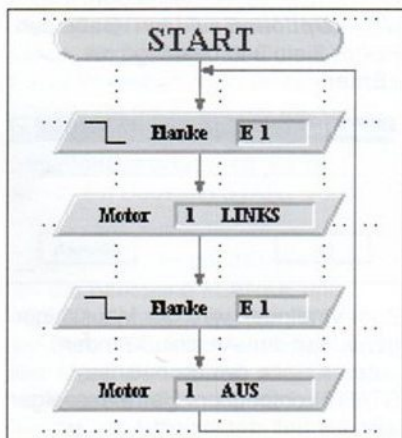 START
Flanke E 1
Motor 1 LINKS
Flanke E 1
Motor 1 AUS